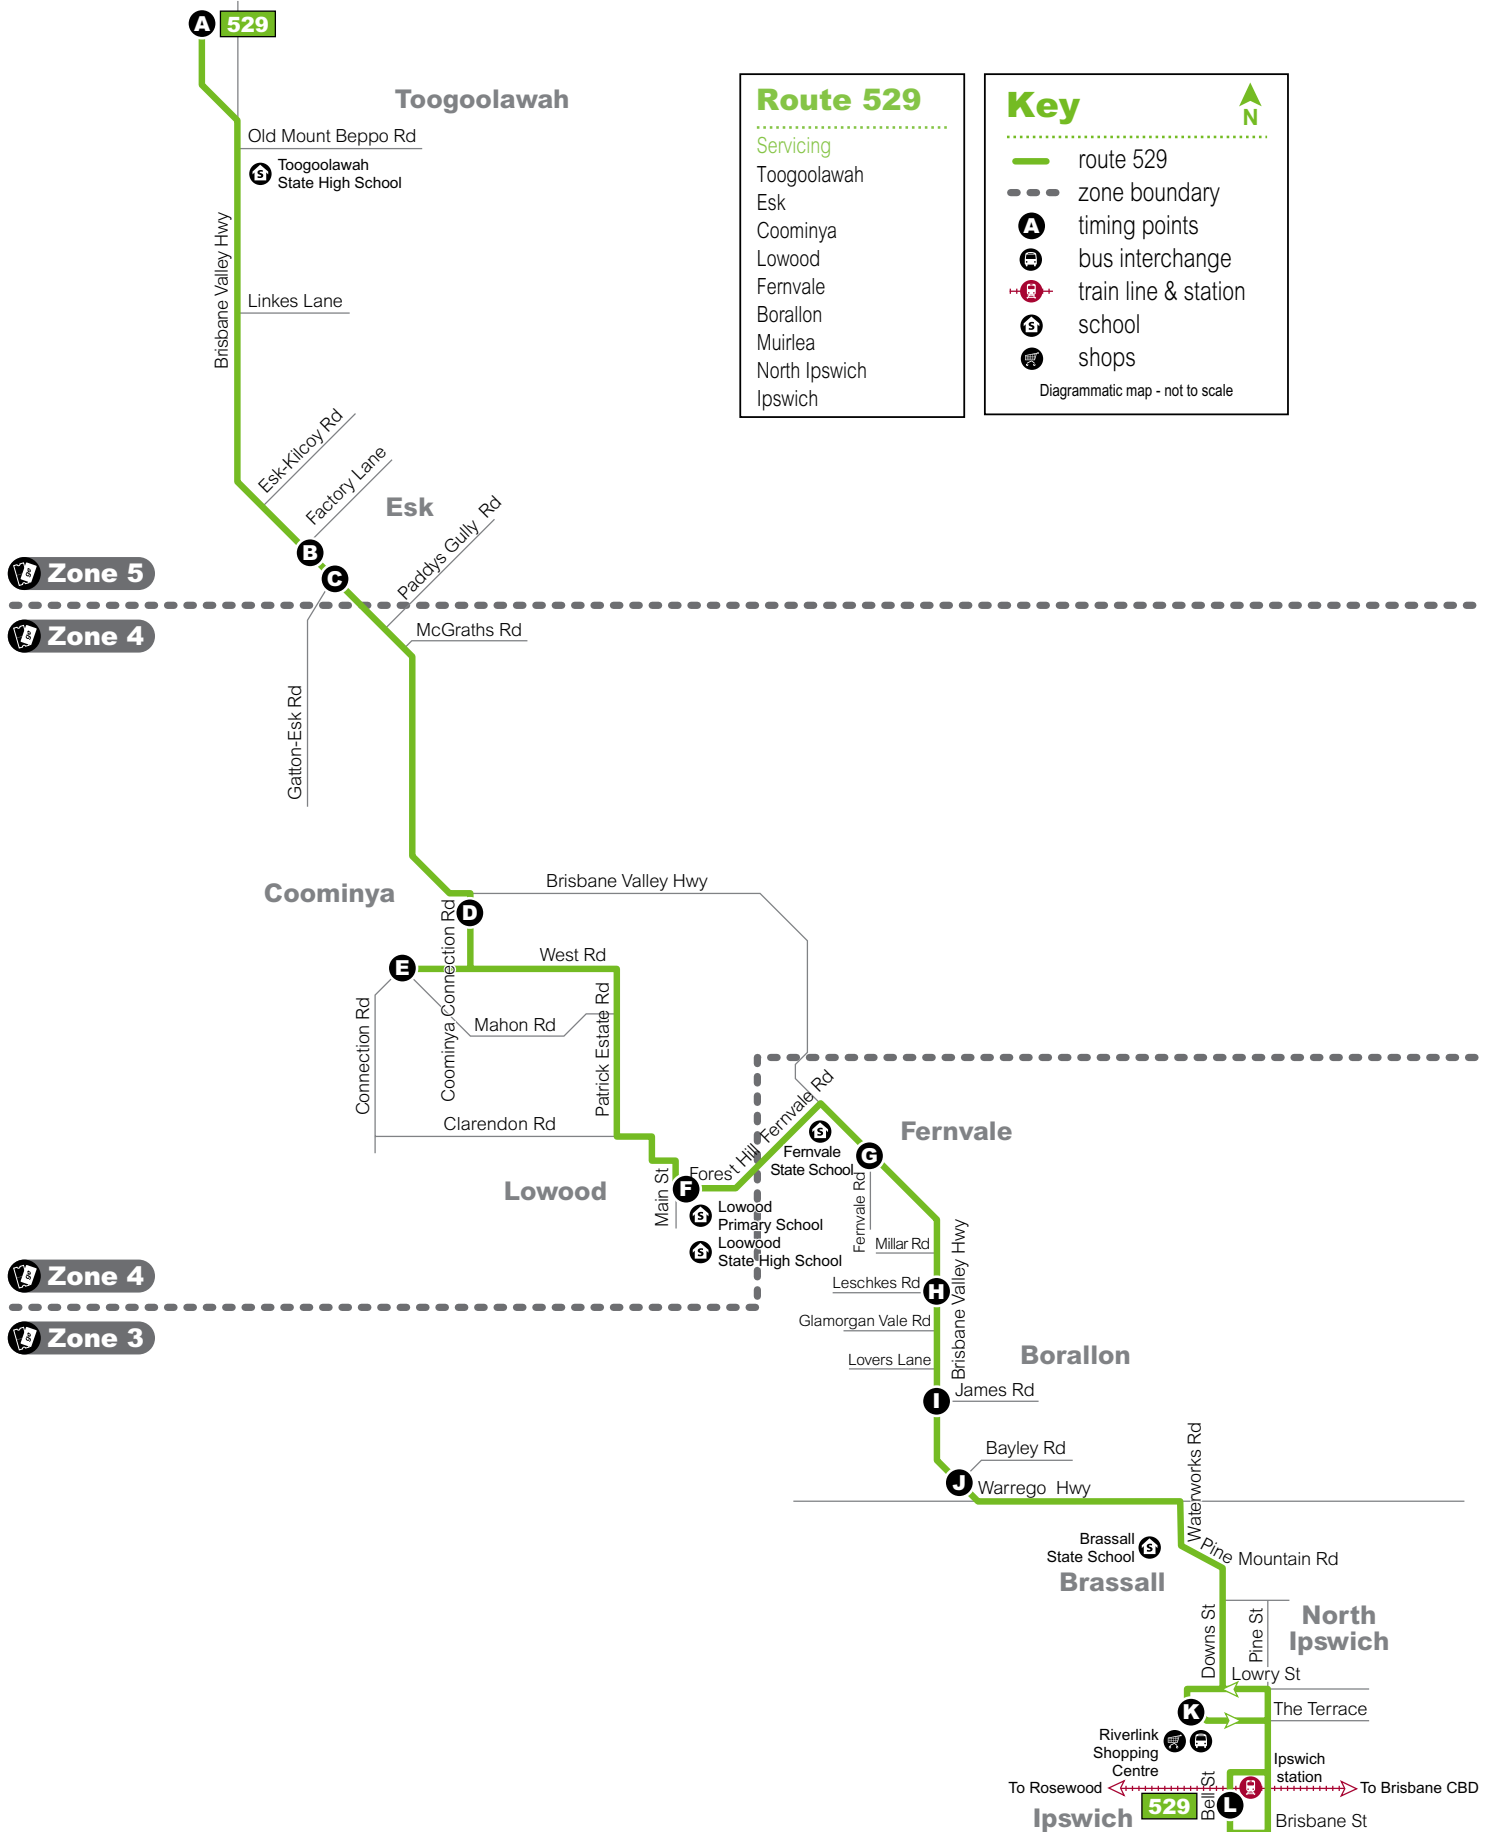 A 529
Toogoolawah
Old Mount Beppo Rd
Toogoolawah
State High School
Brisbane Valley Hwy
Linkes Lane
Route 529
Servicing
Toogoolawah
Esk
Coominya
Lowood
Fernvale
Borallon
Muirlea
North Ipswich
Ipswich
Key
N
route 529
zone boundary
A timing points
bus interchange
train line & station
S school
shops
Diagrammatic map - not to scale
Esk-Kilcoy Rd
Factory Lane
Esk
Paddys Gully Rd
B
C
Zone 5
Zone 4
McGraths Rd
Gatton-Esk Rd
Coominya
Brisbane Valley Hwy
D
Coominya Connection Rd
E
West Rd
Connection Rd
Mahon Rd
Patrick Estate Rd
Clarendon Rd
Forest Hill Fernvale Rd
Fernvale
Fernvale
State School
G
Lowood
Main St
F
Lowood
Primary School
Loowood
State High School
Fernvale Rd
Millar Rd
Brisbane Valley Hwy
Zone 4
Zone 3
Leschkes Rd
H
Glamorgan Vale Rd
Lovers Lane
Borallon
I
James Rd
Bayley Rd
J
Warrego Hwy
Waterworks Rd
Brassall
State School
Pine Mountain Rd
Brassall
Downs St
Pine St
North
Ipswich
Lowry St
K
The Terrace
Riverlink
Shopping
Centre
Ipswich
station
To Rosewood
To Brisbane CBD
Bell St
Ipswich
529
L
Brisbane St